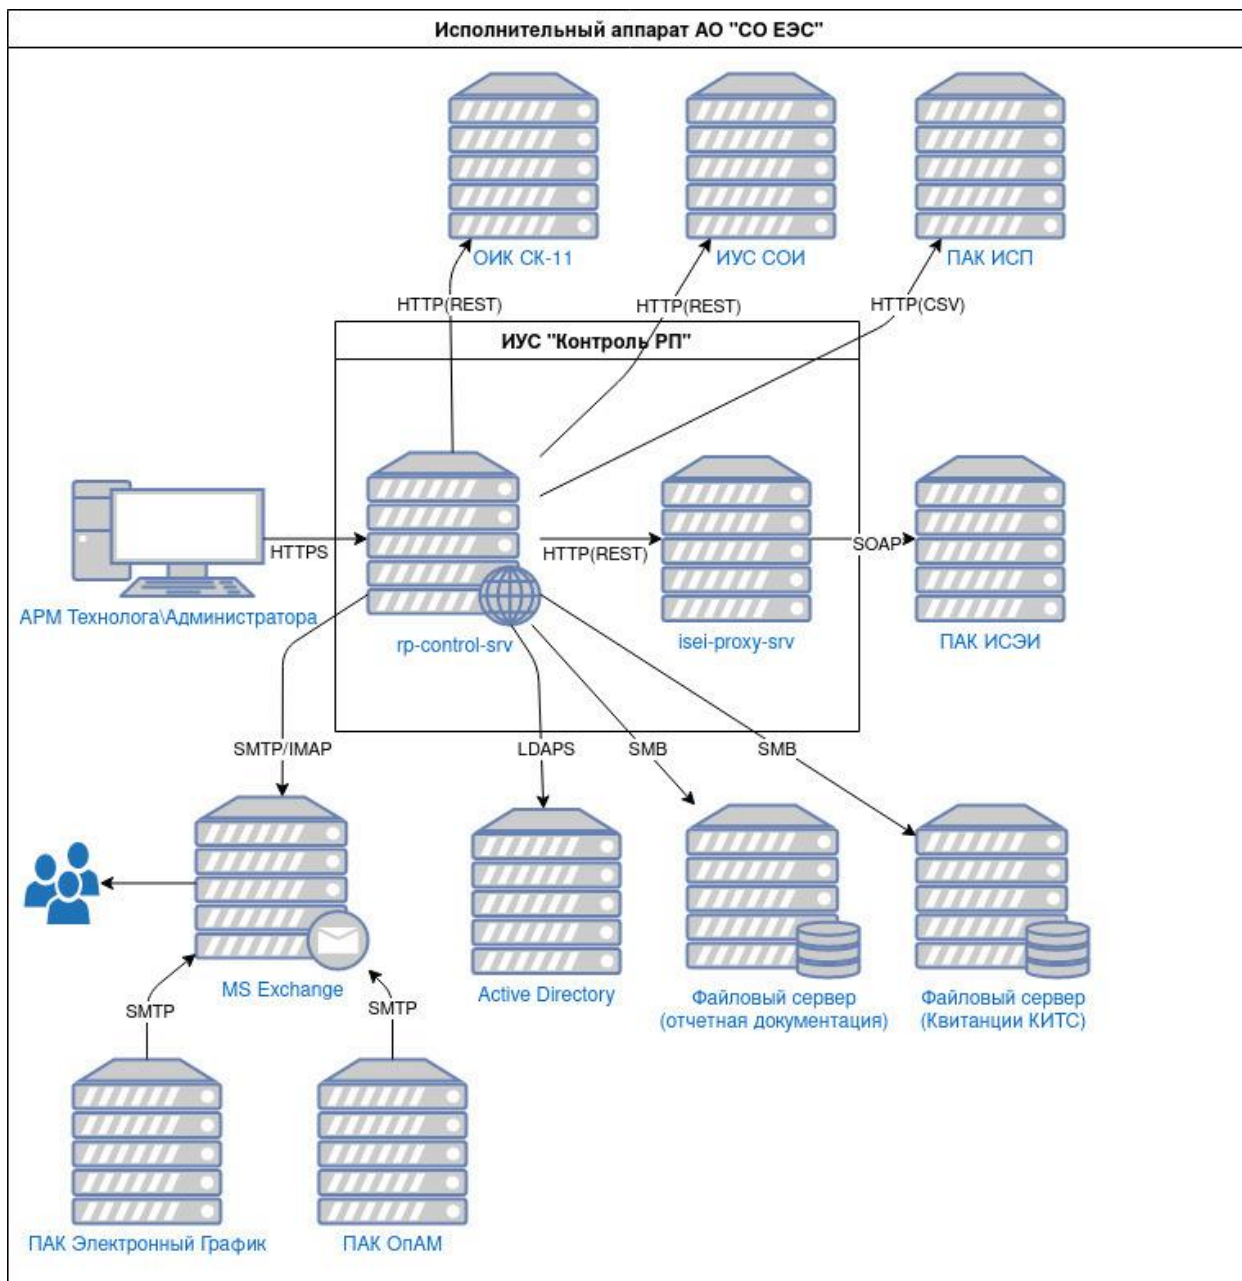 Исполнительный аппарат АО "СО ЕЭС"
ОИК СК-11
ИУС СОИ
ПАК ИСП
HTTP(REST)
HTTP(REST)
HTTP(CSV)
ИУС "Контроль РП"
HTTPS
HTTP(REST)
SOAP
АРМ Технолога\Администратора
rp-control-srv
isei-proxy-srv
ПАК ИСЭИ
SMTP/IMAP
LDAPS
SMB
SMB
MS Exchange
Active Directory
Файловый сервер
(отчетная документация)
Файловый сервер
(Квитанции КИТС)
SMTP
SMTP
ПАК Электронный График
ПАК ОпАМ